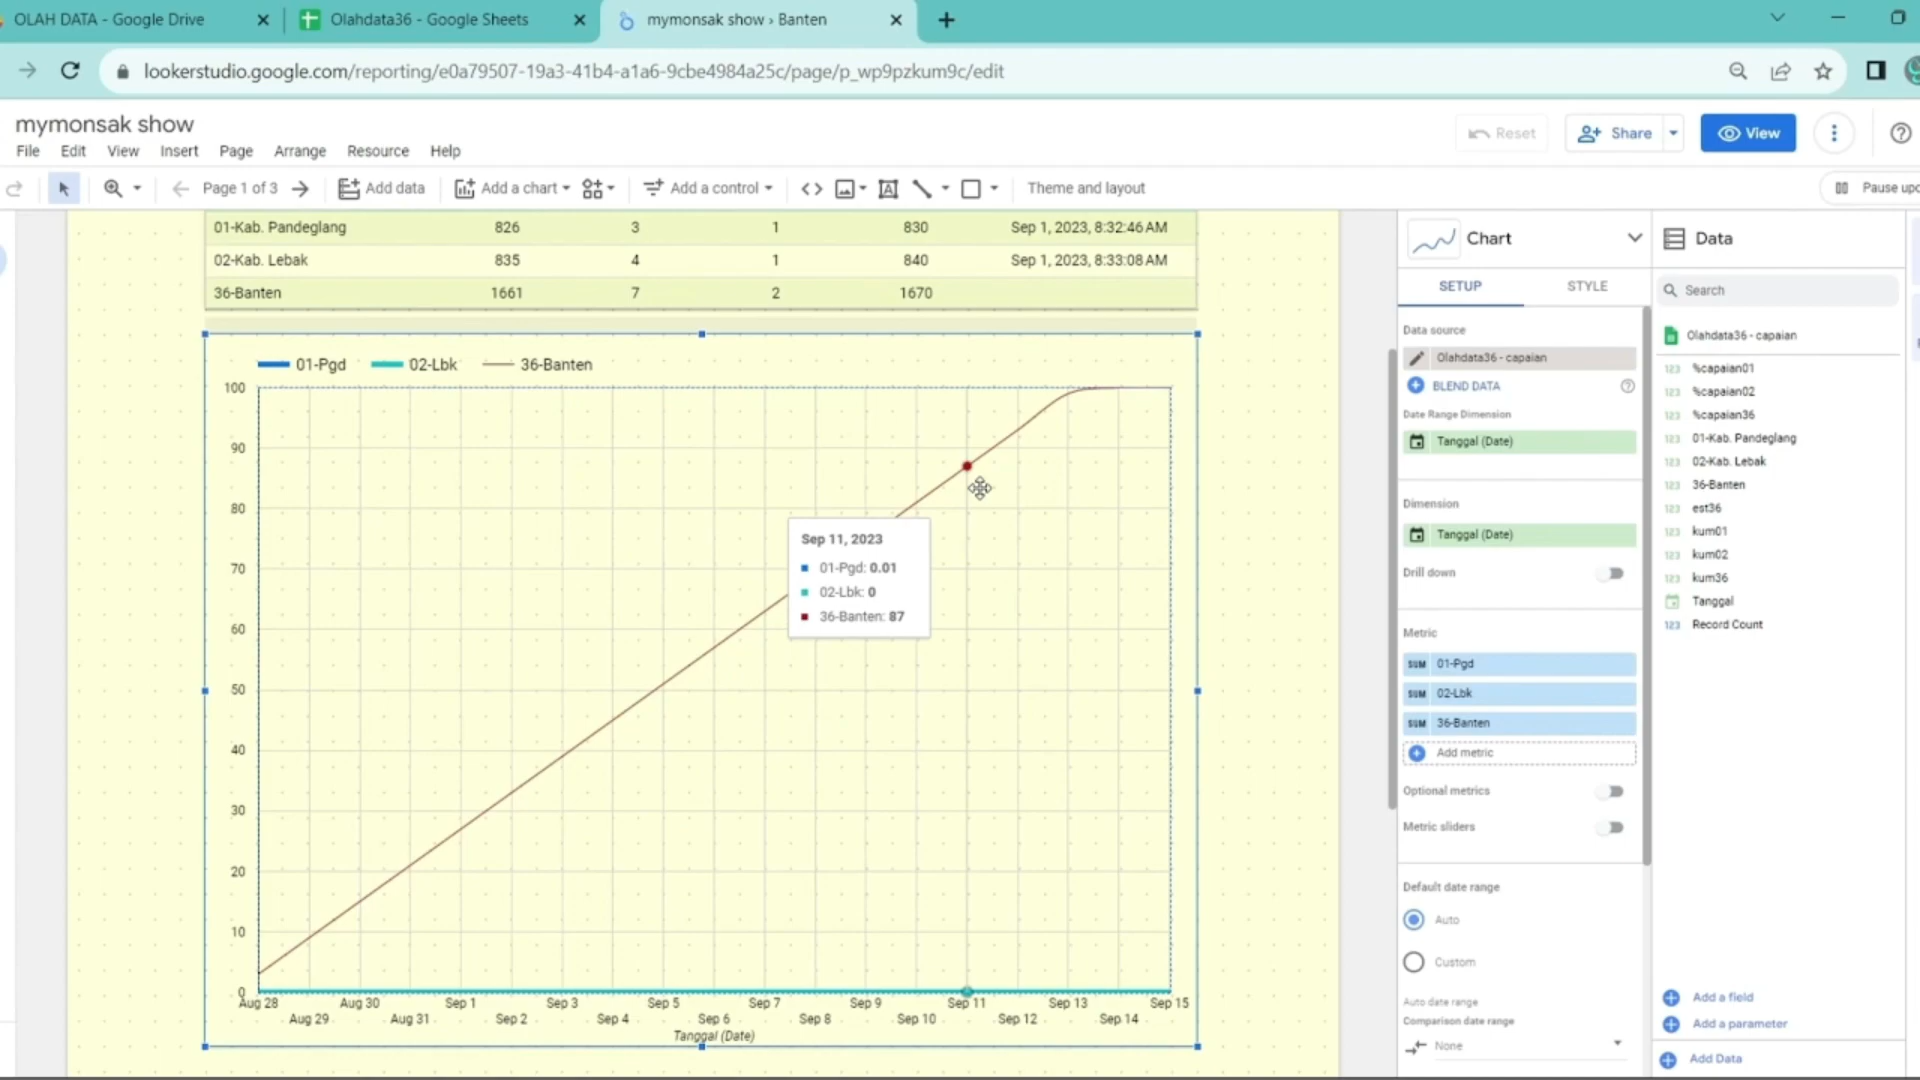 OLAH DATA - Google Drive
Olahdata36 - Google Sheets
mymonsak show › Banten
lookerstudio.google.com/reporting/e0a79507-19a3-41b4-a1a6-9cbe4984a25c/page/p_wp9pzkum9c/edit
mymonsak show
File Edit View Insert Page Arrange Resource Help
Reset
Share
View
Page 1 of 3
Add data
Add a chart
Add a control
Theme and layout
Pause upd
01-Kab. Pandeglang 826 3 1 830 Sep 1, 2023, 8:32:46 AM
02-Kab. Lebak 835 4 1 840 Sep 1, 2023, 8:33:08 AM
36-Banten 1661 7 2 1670
01-Pgd 02-Lbk 36-Banten
100
90
80
70
60
50
40
30
20
10
0
Sep 11, 2023
01-Pgd: 0.01
02-Lbk: 0
36-Banten: 87
Aug 28 Aug 30 Sep 1 Sep 3 Sep 5 Sep 7 Sep 9 Sep 11 Sep 13 Sep 15
Aug 29 Aug 31 Sep 2 Sep 4 Sep 6 Sep 8 Sep 10 Sep 12 Sep 14
Tanggal (Date)
Chart
SETUP STYLE
Data source
Olahdata36 - capaian
BLEND DATA
Date Range Dimension
Tanggal (Date)
Dimension
Tanggal (Date)
Drill down
Metric
SUM 01-Pgd
SUM 02-Lbk
SUM 36-Banten
Add metric
Optional metrics
Metric sliders
Default date range
Auto
Custom
Auto date range
Comparison date range
None
Data
Search
Olahdata36 - capaian
123 %capaian01
123 %capaian02
123 %capaian36
123 01-Kab. Pandeglang
123 02-Kab. Lebak
123 36-Banten
123 est36
123 kum01
123 kum02
123 kum36
Tanggal
123 Record Count
Add a field
Add a parameter
Add Data